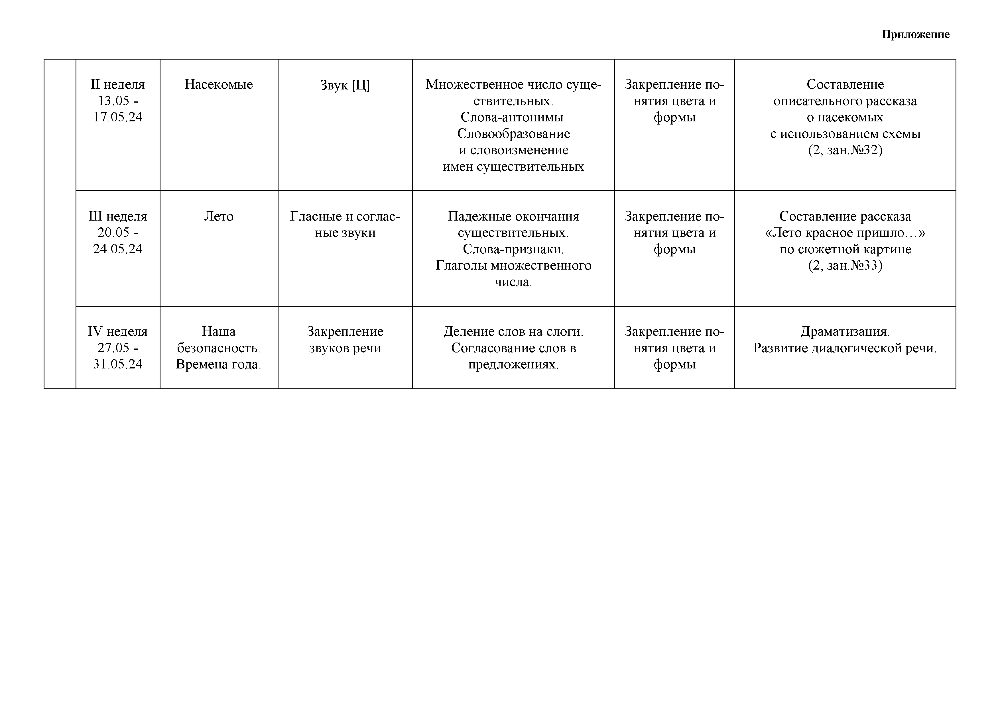 Приложение
II неделя
13.05 -
17.05.24
Насекомые
Звук [Ц]
Множественное число суще-
ствительных.
Слова-антонимы.
Словообразование
и словоизменение
имен существительных
Закрепление по-
нятия цвета и
формы
Составление
описательного рассказа
о насекомых
с использованием схемы
(2, зан.№32)
III неделя
20.05 -
24.05.24
Лето
Гласные и соглас-
ные звуки
Падежные окончания
существительных.
Слова-признаки.
Глаголы множественного
числа.
Закрепление по-
нятия цвета и
формы
Составление рассказа
«Лето красное пришло…»
по сюжетной картине
(2, зан.№33)
IV неделя
27.05 -
31.05.24
Наша
безопасность.
Времена года.
Закрепление
звуков речи
Деление слов на слоги.
Согласование слов в
предложениях.
Закрепление по-
нятия цвета и
формы
Драматизация.
Развитие диалогической речи.